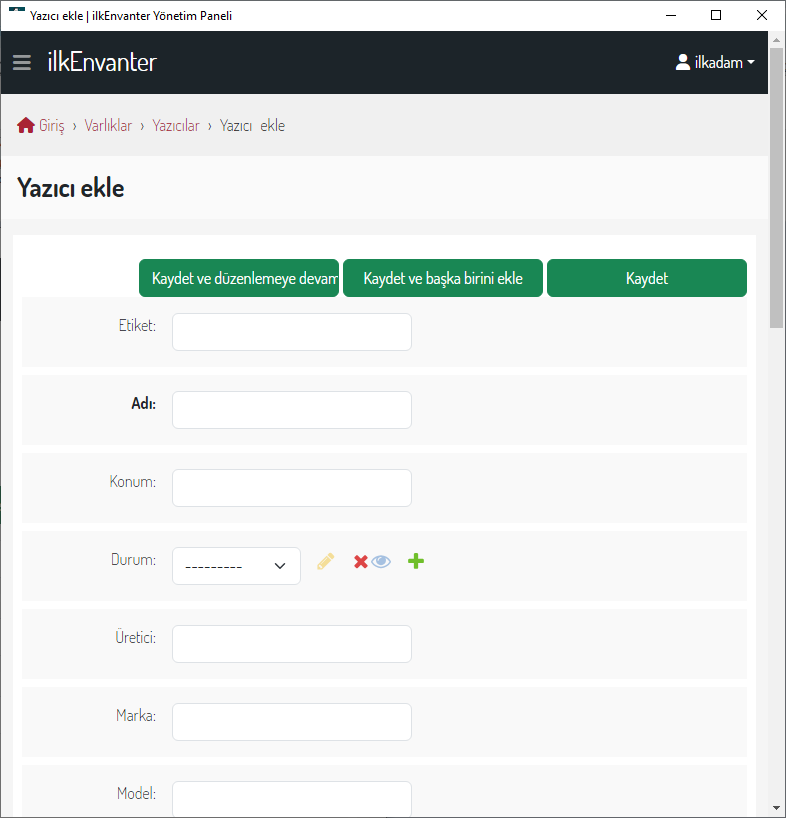 Yazıcı ekle | ilkEnvanter Yönetim Paneli
ilkEnvanter
ilkadam
Giriş › Varlıklar › Yazıcılar › Yazıcı ekle
Yazıcı ekle
Kaydet ve düzenlemeye devam
Kaydet ve başka birini ekle
Kaydet
Etiket:
Adı:
Konum:
Durum: ---------
Üretici:
Marka:
Model: